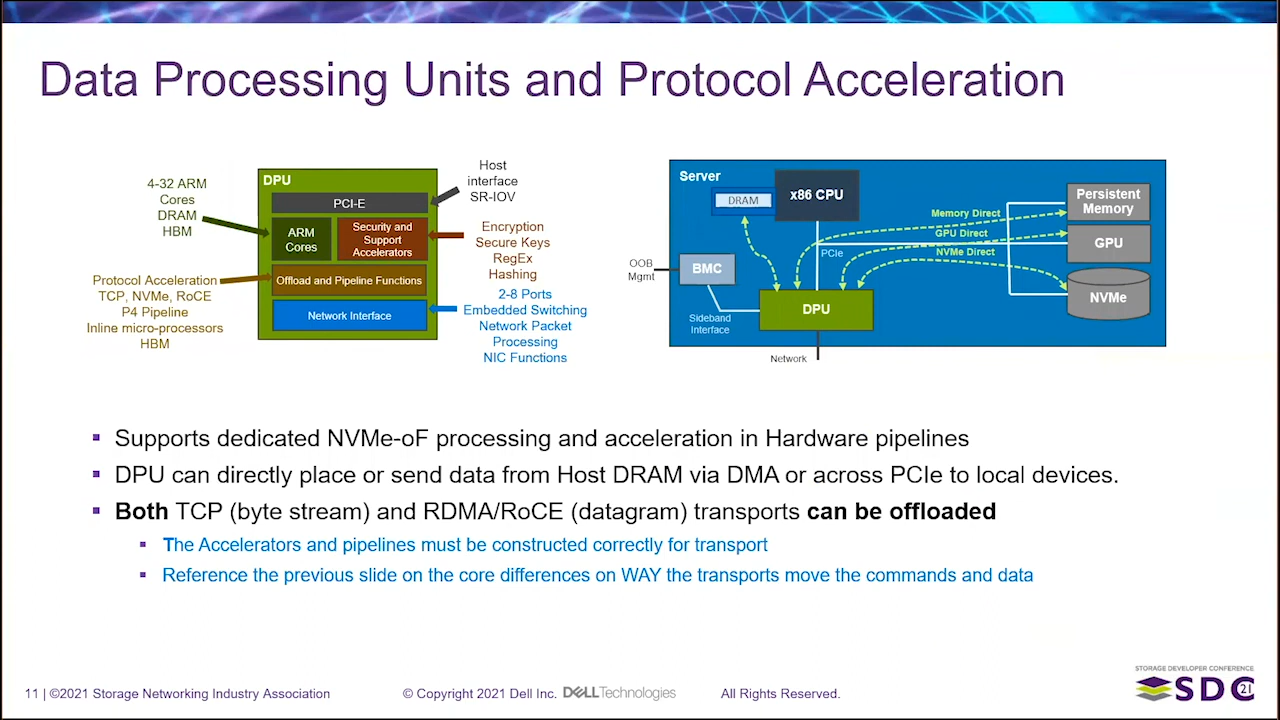 Data Processing Units and Protocol Acceleration
4-32 ARM
Cores
DRAM
HBM
Protocol Acceleration
TCP, NVMe, RoCE
P4 Pipeline
Inline micro-processors
HBM
DPU
PCI-E
ARM
Cores
Security and
Support
Accelerators
Offload and Pipeline Functions
Network Interface
Host
interface
SR-IOV
Encryption
Secure Keys
RegEx
Hashing
2-8 Ports
Embedded Switching
Network Packet
Processing
NIC Functions
Server
DRAM
x86 CPU
OOB
Mgmt
BMC
Sideband
Interface
PCIe
DPU
Network
Memory Direct
GPU Direct
NVMe Direct
Persistent
Memory
GPU
NVMe
▪ Supports dedicated NVMe-oF processing and acceleration in Hardware pipelines
▪ DPU can directly place or send data from Host DRAM via DMA or across PCIe to local devices.
▪ Both TCP (byte stream) and RDMA/RoCE (datagram) transports can be offloaded
▪ The Accelerators and pipelines must be constructed correctly for transport
▪ Reference the previous slide on the core differences on WAY the transports move the commands and data
11 | ©2021 Storage Networking Industry Association
© Copyright 2021 Dell Inc. DELL Technologies
All Rights Reserved.
STORAGE DEVELOPER CONFERENCE
SDC 21